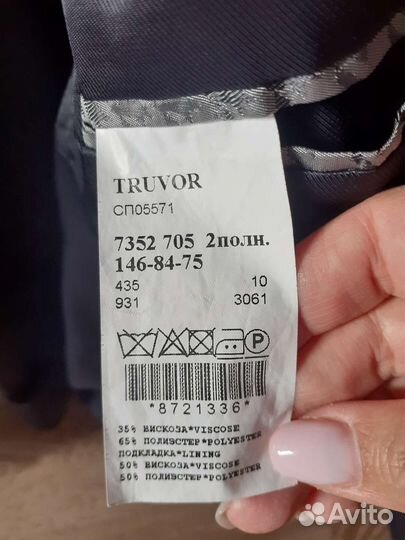 TRUVOR
СП05571
7352 705 2полн.
146-84-75
435 10
931 3061
P
*8721336*
35% ВИСКОЗА*VISCOSE
65% ПОЛИЭСТЕР*POLYESTER
ПОДКЛАДКА*LINING
50% ВИСКОЗА*VISCOSE
50% ПОЛИЭСТЕР*POLYESTER
Avito